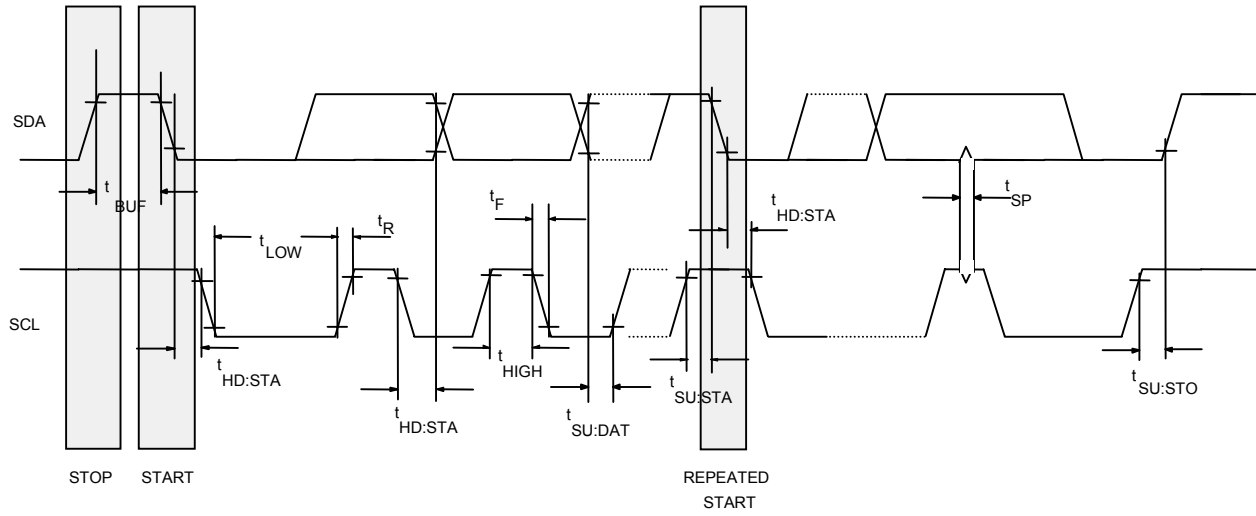 SDA
t BUF
t F
t HD:STA
t SP
t R
t LOW
SCL
t HD:STA
t HIGH
t HD:STA
t SU:DAT
t SU:STA
t SU:STO
STOP
START
REPEATED
START